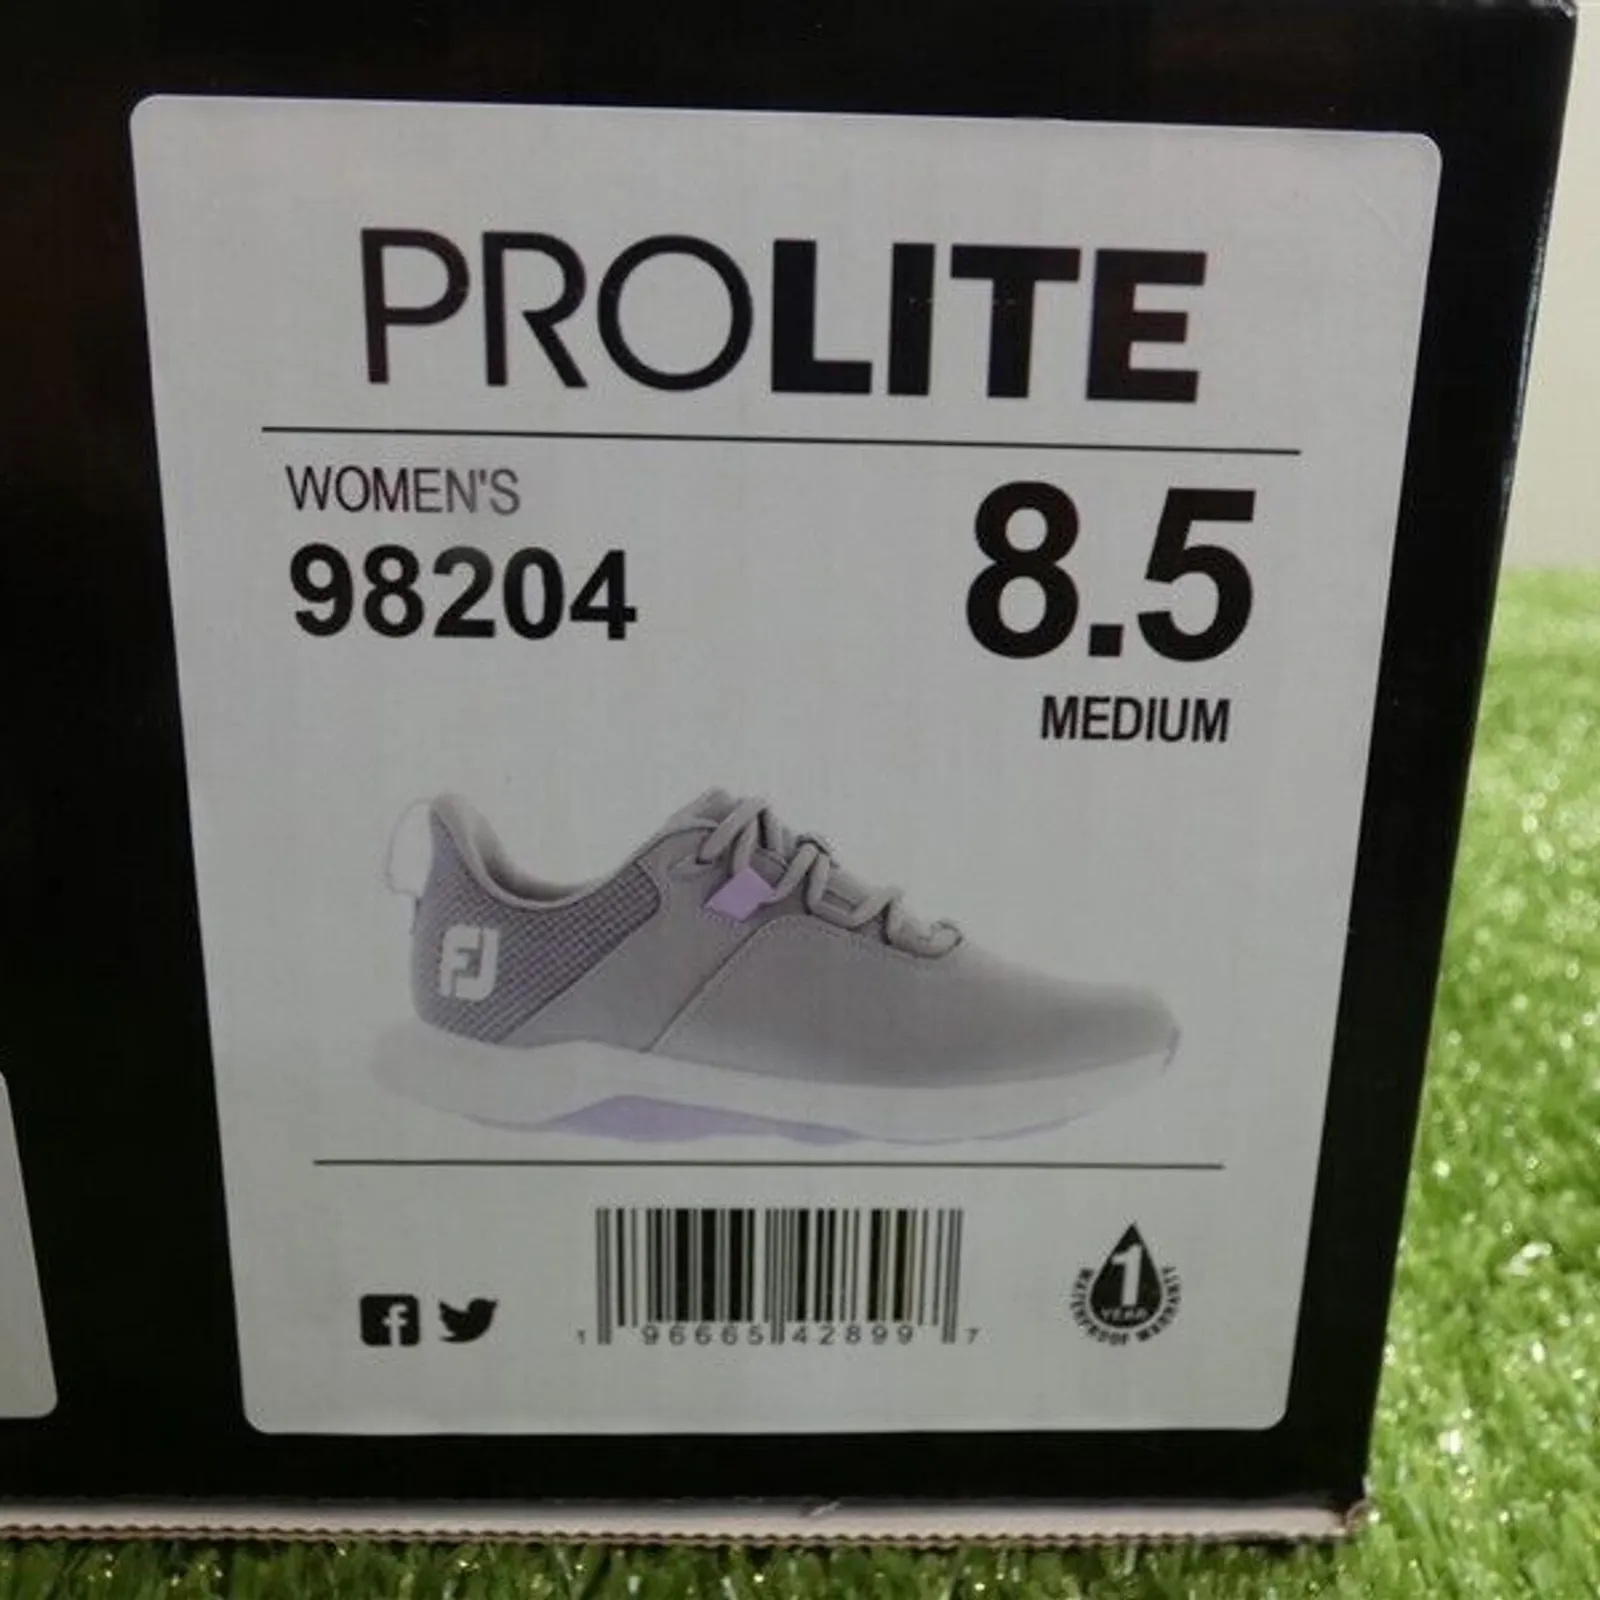 PROLITE
WOMEN'S
98204
8.5
MEDIUM
FJ
1 96665 42899 7
1
YEAR
WATERPROOF WARRANTY